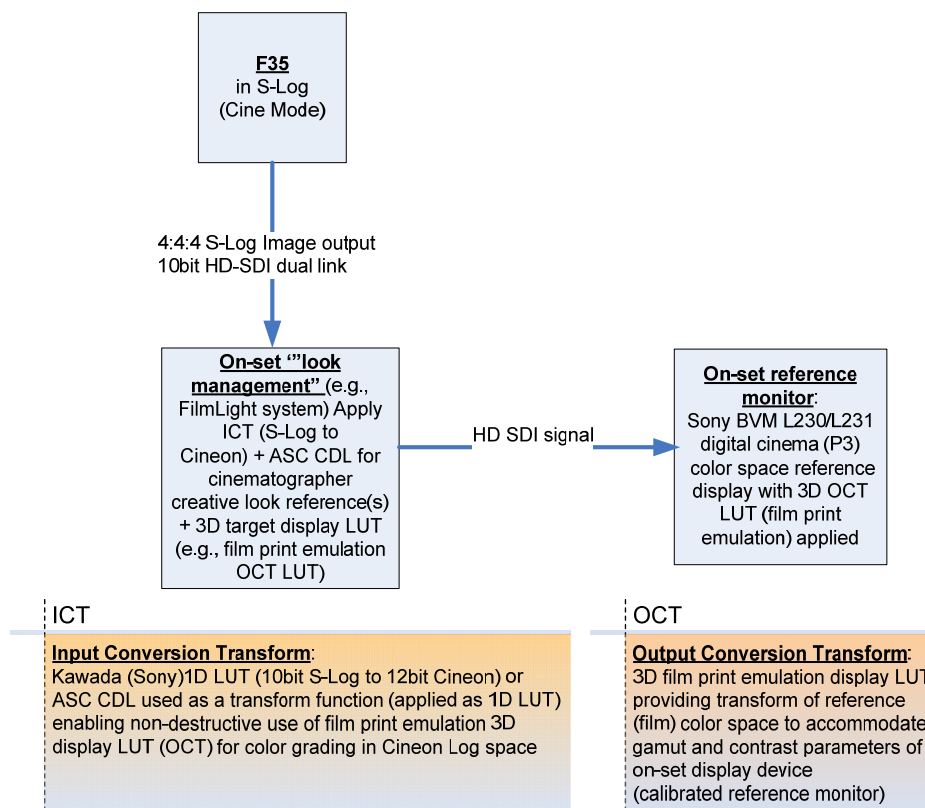 F35
in S-Log
(Cine Mode)
4:4:4 S-Log Image output
10bit HD-SDI dual link
On-set ‘”look
management” (e.g.,
FilmLight system) Apply
ICT (S-Log to
Cineon) + ASC CDL for
cinematographer
creative look reference(s)
+ 3D target display LUT
(e.g., film print emulation
OCT LUT)
HD SDI signal
On-set reference
monitor:
Sony BVM L230/L231
digital cinema (P3)
color space reference
display with 3D OCT
LUT (film print
emulation) applied
ICT
Input Conversion Transform:
Kawada (Sony)1D LUT (10bit S-Log to 12bit Cineon) or
ASC CDL used as a transform function (applied as 1D LUT)
enabling non-destructive use of film print emulation 3D
display LUT (OCT) for color grading in Cineon Log space
OCT
Output Conversion Transform:
3D film print emulation display LUT
providing transform of reference
(film) color space to accommodate
gamut and contrast parameters of
on-set display device
(calibrated reference monitor)